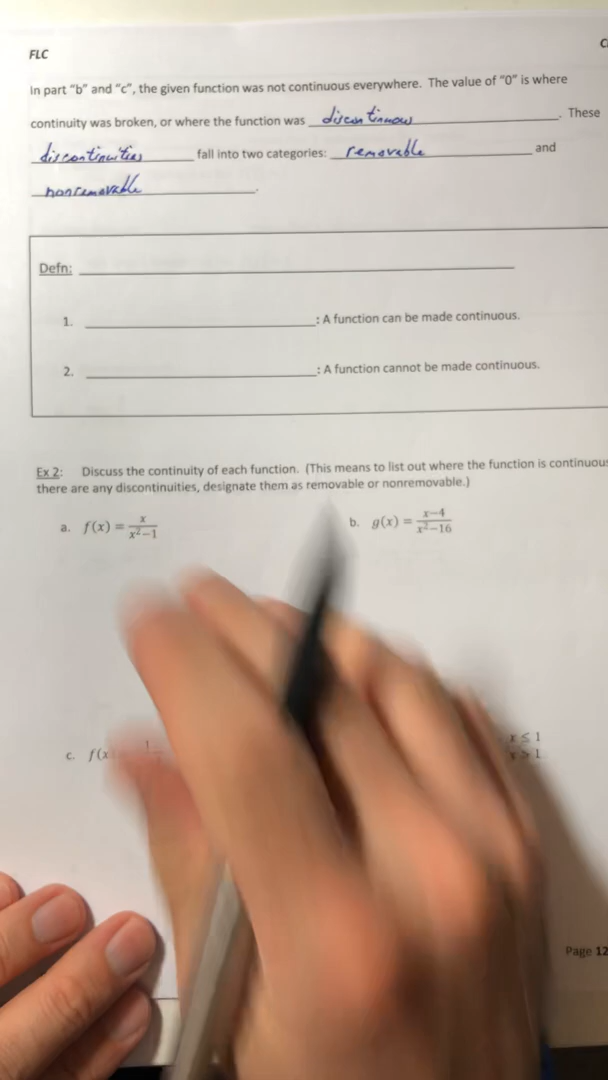 FLC
In part "b" and "c", the given function was not continuous everywhere. The value of "0" is where
continuity was broken, or where the function was discontinuous. These
discontinuities fall into two categories: removable and
nonremovable.
Defn:
1. : A function can be made continuous.
2. : A function cannot be made continuous.
Ex 2: Discuss the continuity of each function. (This means to list out where the function is continuous
there are any discontinuities, designate them as removable or nonremovable.)
a. f(x) = x/(x²−1) b. g(x) = (x−4)/(x²−16)
c. f(x) 1 x ≤ 1
x > 1
Page 12